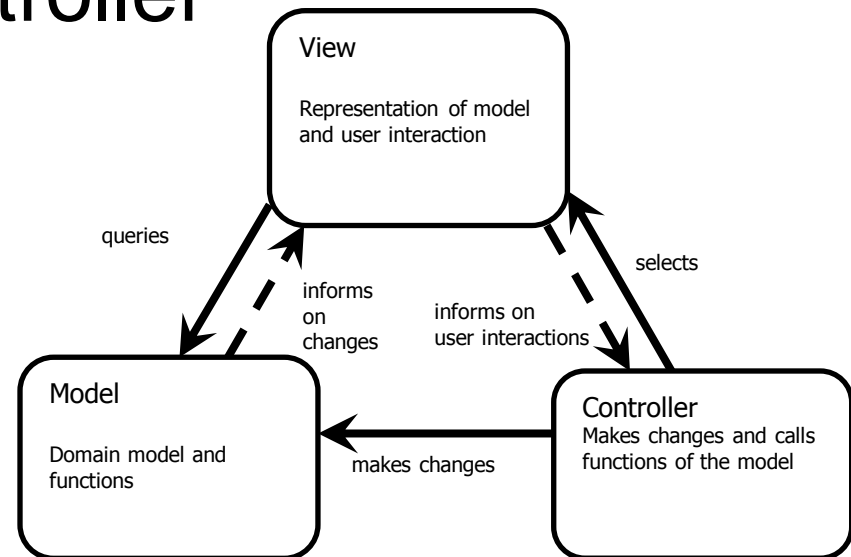 troller
View
Representation of model
and user interaction
queries
selects
informs
on
changes
informs on
user interactions
Model
Domain model and
functions
makes changes
Controller
Makes changes and calls
functions of the model